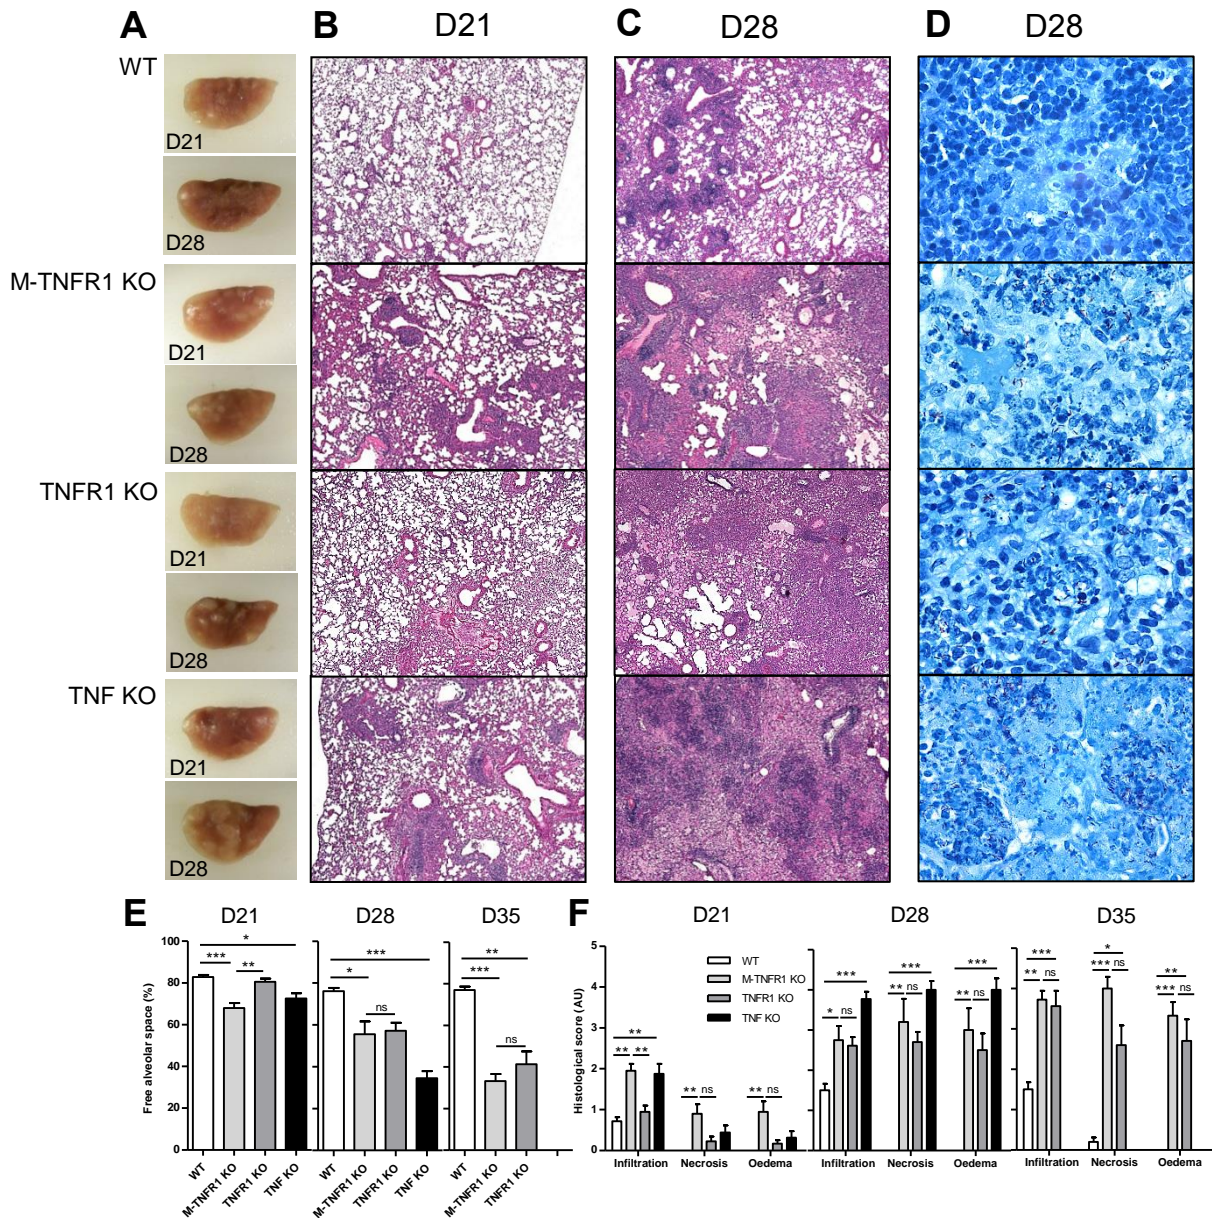 A
B
D21
C
D28
D
D28
WT
D21
D28
M-TNFR1 KO
D21
D28
TNFR1 KO
D21
D28
TNF KO
D21
D28
E
D21
D28
D35
Free alveolar space (%)
100
80
60
40
20
0
*
***
**
***
*
ns
**
***
ns
WT
M-TNFR1 KO
TNFR1 KO
TNF KO
WT
M-TNFR1 KO
TNFR1 KO
TNF KO
WT
M-TNFR1 KO
TNFR1 KO
F
D21
D28
D35
Histological score (AU)
5
4
3
2
1
0
WT
M-TNFR1 KO
TNFR1 KO
TNF KO
**
** **
** ns
** ns
***
* ns
***
** ns
***
** ns
***
** ns
*
*** ns
**
*** ns
Infiltration
Necrosis
Oedema
Infiltration
Necrosis
Oedema
Infiltration
Necrosis
Oedema